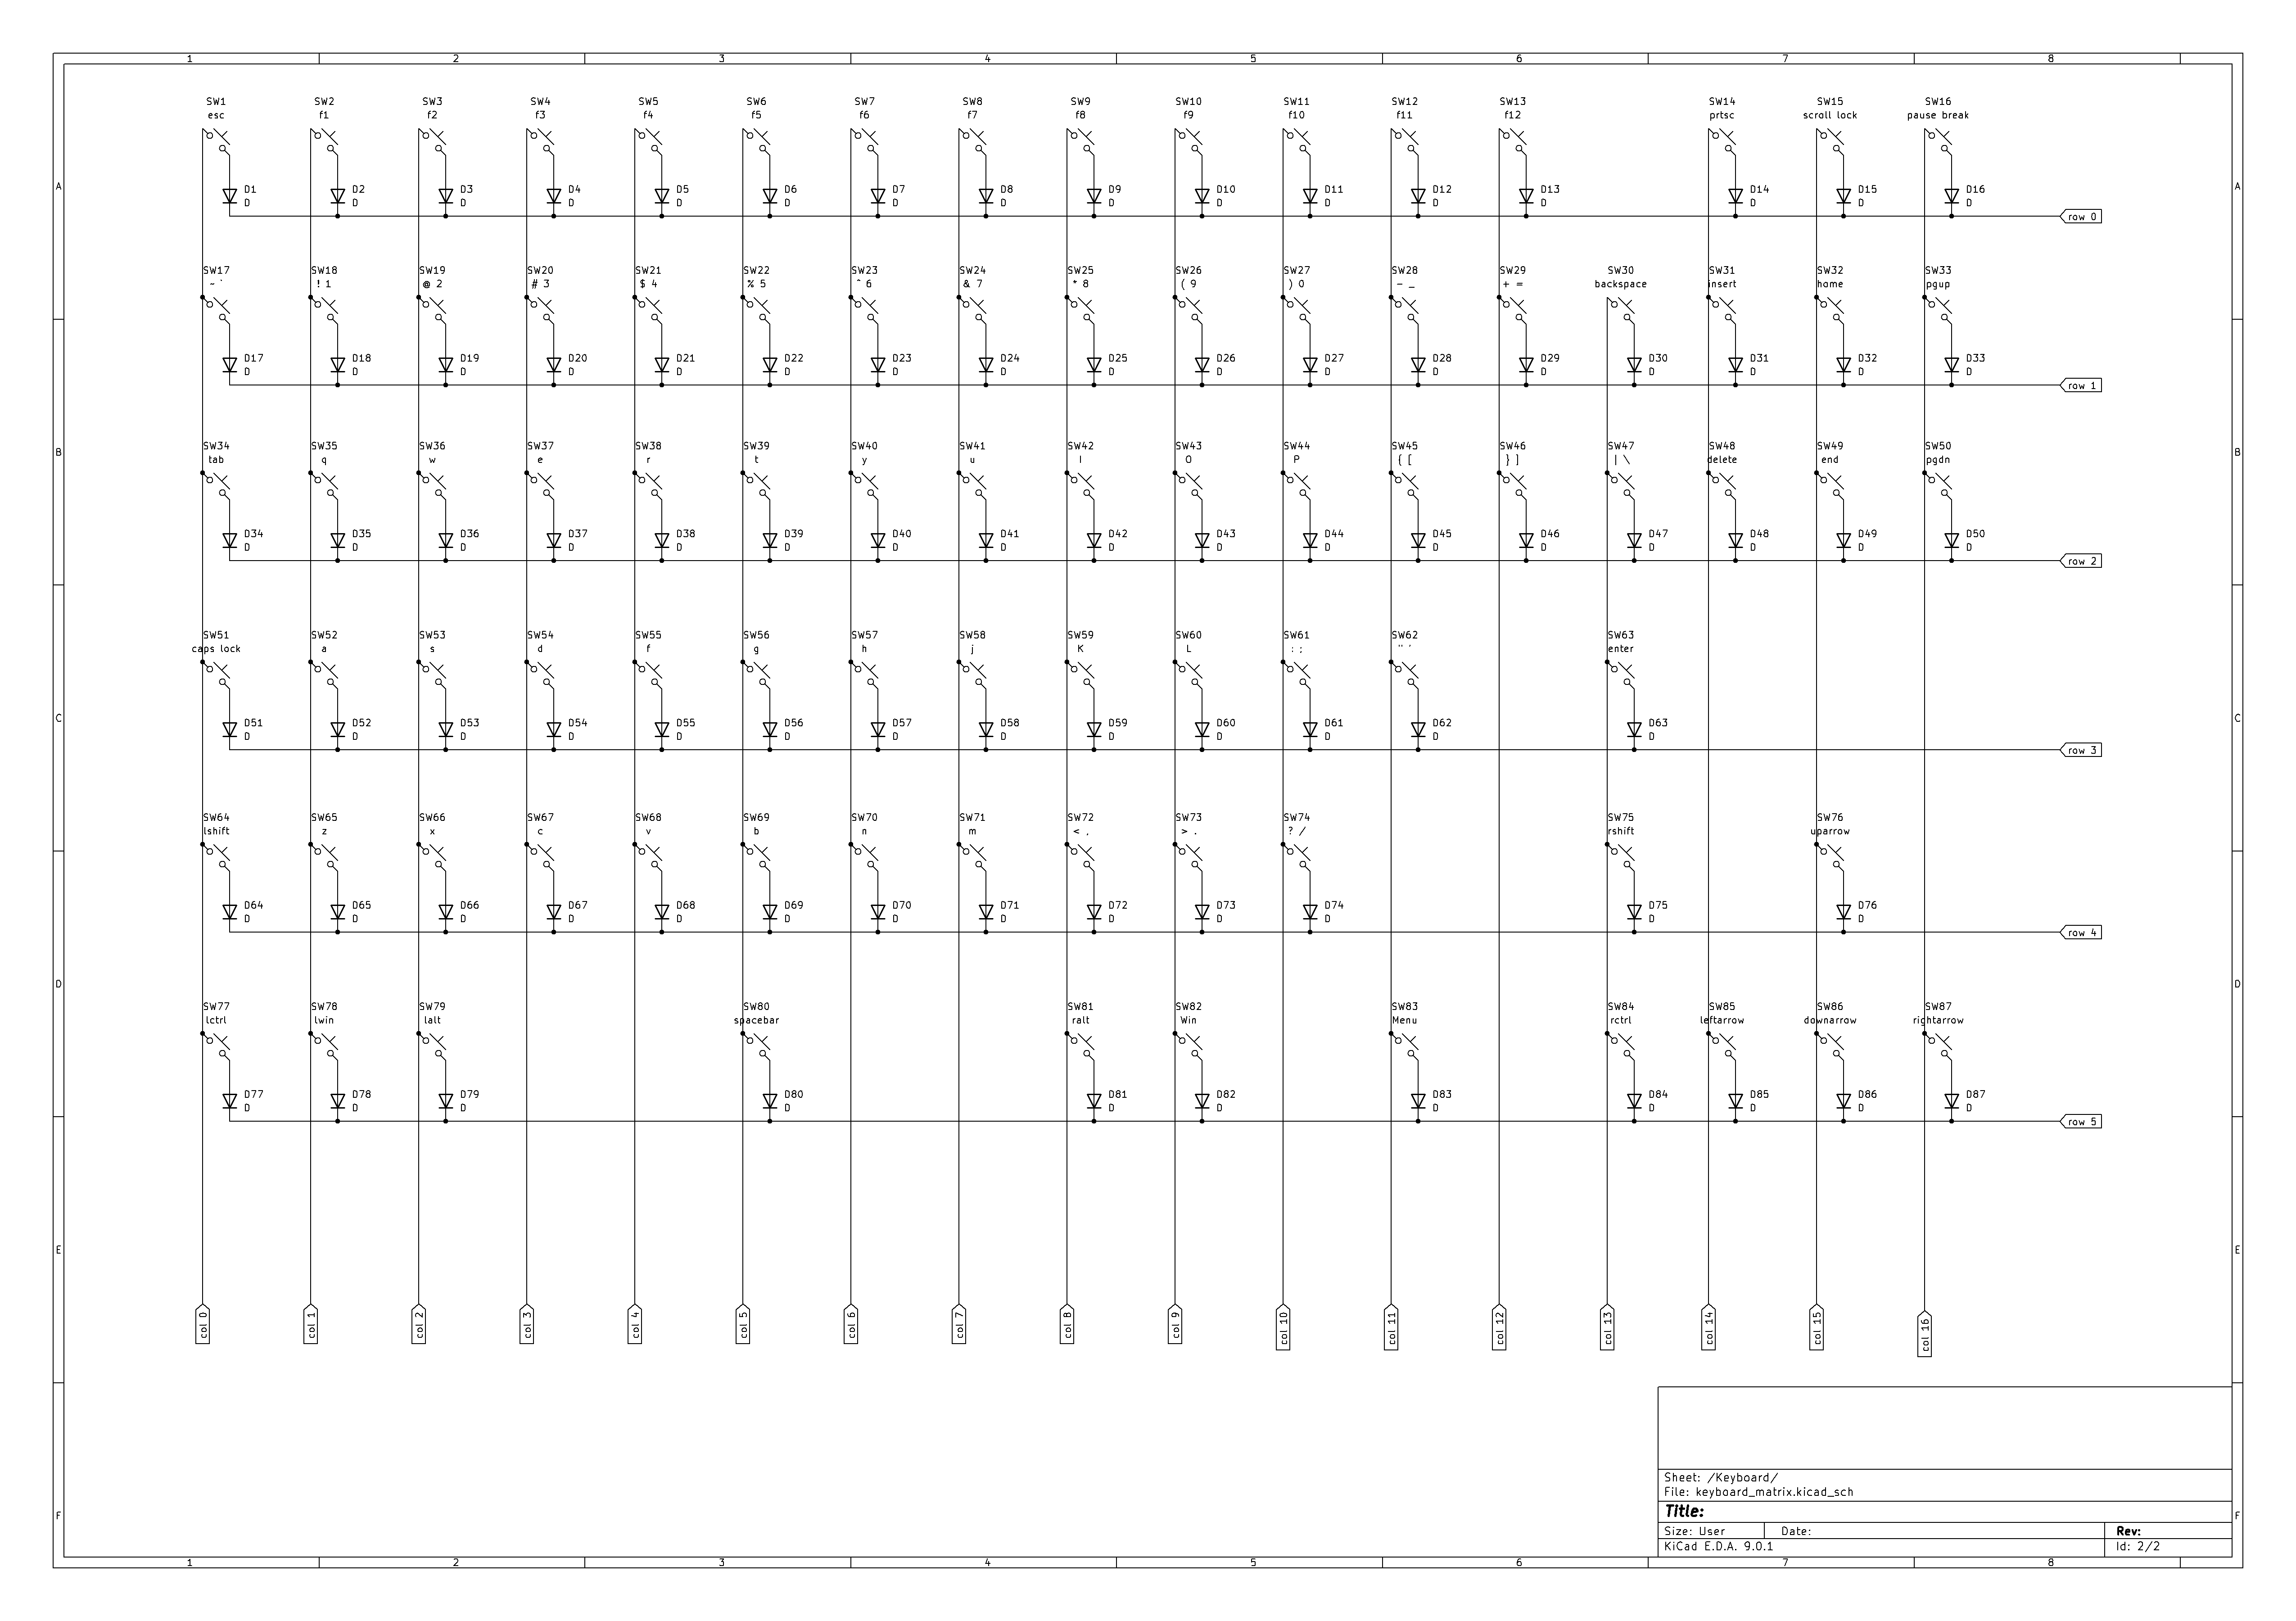 1 2 3 4 5 6 7 8
SW1 SW2 SW3 SW4 SW5 SW6 SW7 SW8 SW9 SW10 SW11 SW12 SW13 SW14 SW15 SW16
esc f1 f2 f3 f4 f5 f6 f7 f8 f9 f10 f11 f12 prtsc scroll lock pause break
A A
D1 D2 D3 D4 D5 D6 D7 D8 D9 D10 D11 D12 D13 D14 D15 D16
D D D D D D D D D D D D D D D D
row 0
SW17 SW18 SW19 SW20 SW21 SW22 SW23 SW24 SW25 SW26 SW27 SW28 SW29 SW30 SW31 SW32 SW33
~ ` ! 1 @ 2 # 3 $ 4 % 5 ^ 6 & 7 * 8 ( 9 ) 0 - _ + = backspace insert home pgup
D17 D18 D19 D20 D21 D22 D23 D24 D25 D26 D27 D28 D29 D30 D31 D32 D33
D D D D D D D D D D D D D D D D D
row 1
SW34 SW35 SW36 SW37 SW38 SW39 SW40 SW41 SW42 SW43 SW44 SW45 SW46 SW47 SW48 SW49 SW50
B B
tab q w e r t y u I O P { [ } ] | \ delete end pgdn
D34 D35 D36 D37 D38 D39 D40 D41 D42 D43 D44 D45 D46 D47 D48 D49 D50
D D D D D D D D D D D D D D D D D
row 2
SW51 SW52 SW53 SW54 SW55 SW56 SW57 SW58 SW59 SW60 SW61 SW62 SW63
caps lock a s d f g h j K L : ; " ' enter
C C
D51 D52 D53 D54 D55 D56 D57 D58 D59 D60 D61 D62 D63
D D D D D D D D D D D D D
row 3
SW64 SW65 SW66 SW67 SW68 SW69 SW70 SW71 SW72 SW73 SW74 SW75 SW76
lshift z x c v b n m < , > . ? / rshift uparrow
D64 D65 D66 D67 D68 D69 D70 D71 D72 D73 D74 D75 D76
D D D D D D D D D D D D D
row 4
D D
SW77 SW78 SW79 SW80 SW81 SW82 SW83 SW84 SW85 SW86 SW87
lctrl lwin lalt spacebar ralt Win Menu rctrl leftarrow downarrow rightarrow
D77 D78 D79 D80 D81 D82 D83 D84 D85 D86 D87
D D D D D D D D D D D
row 5
E E
col 0 col 1 col 2 col 3 col 4 col 5 col 6 col 7 col 8 col 9 col 10 col 11 col 12 col 13 col 14 col 15 col 16
Sheet: /Keyboard/
File: keyboard_matrix.kicad_sch
Title:
F F
Size: User Date: Rev:
KiCad E.D.A. 9.0.1 Id: 2/2
1 2 3 4 5 6 7 8